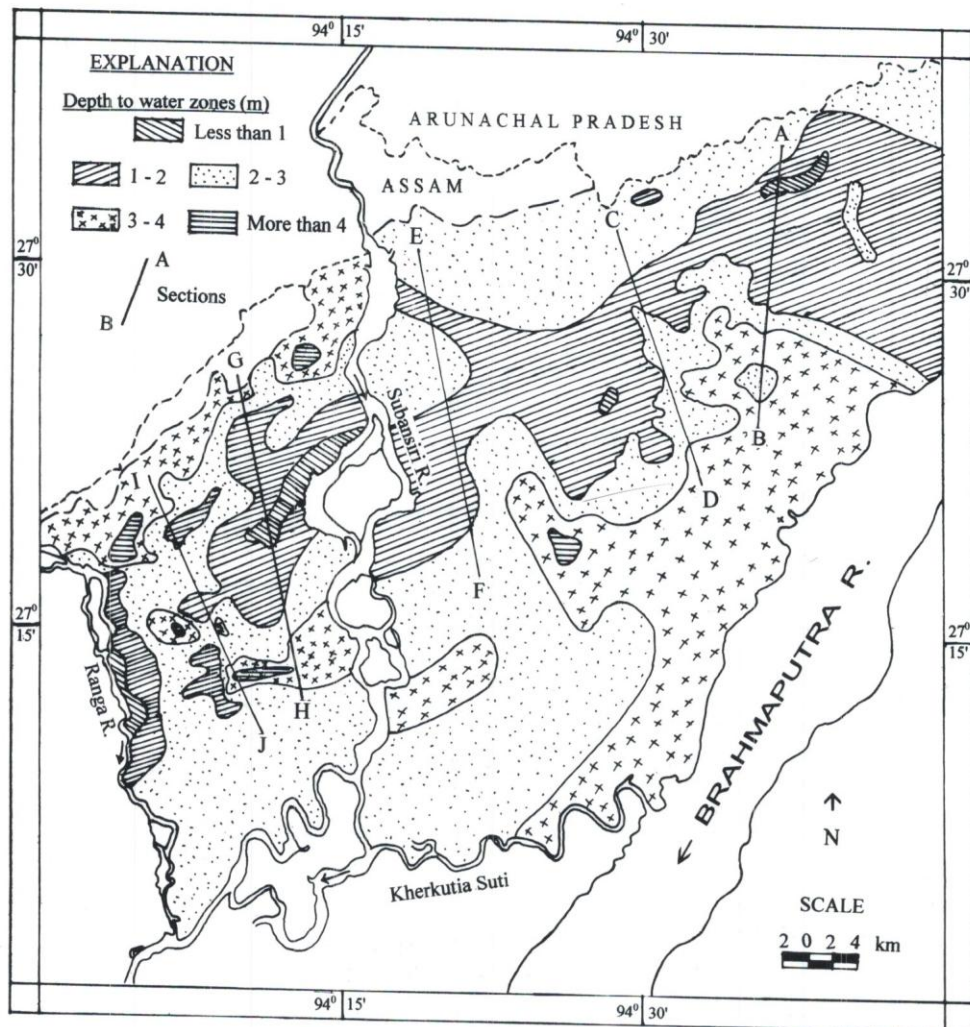 94° 15'
94° 30'
EXPLANATION
Depth to water zones (m)
Less than 1
1 - 2
2 - 3
3 - 4
More than 4
A
B
Sections
ARUNACHAL PRADESH
ASSAM
A
C
E
27°
30'
27°
30'
G
I
Subansiri R.
B
D
F
27°
15'
27°
15'
Ranga R.
H
J
BRAHMAPUTRA R.
N
Kherkutia Suti
SCALE
2 0 2 4 km
94°
15'
94°
30'